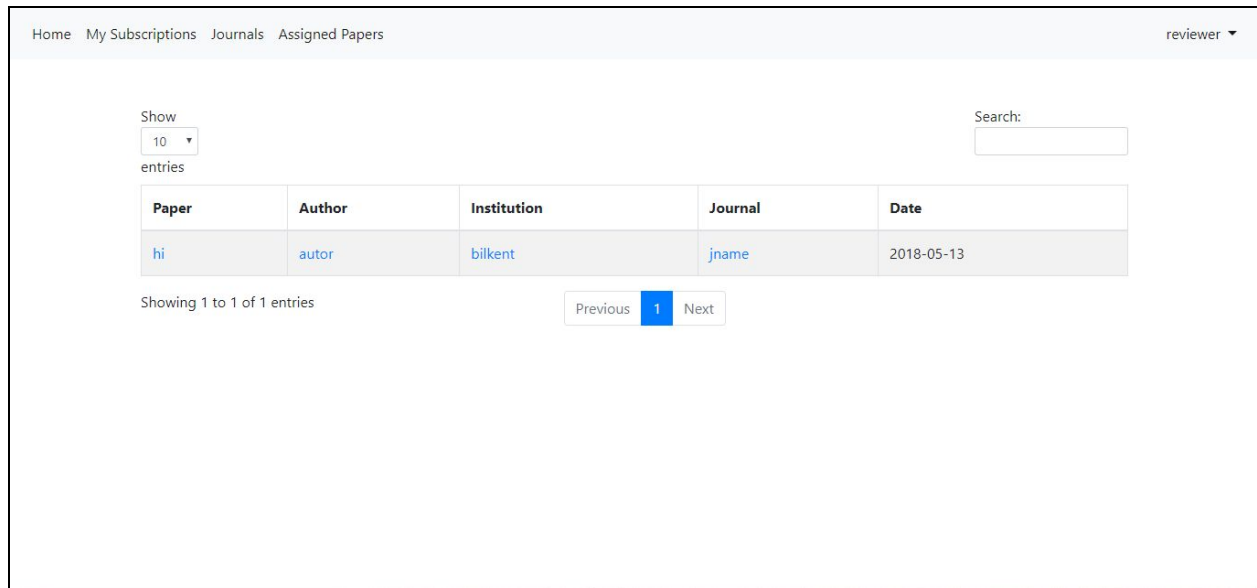 Home My Subscriptions Journals Assigned Papers reviewer
Show
10
entries
Search:
Paper Author Institution Journal Date
hi autor bilkent jname 2018-05-13
Showing 1 to 1 of 1 entries
Previous 1 Next